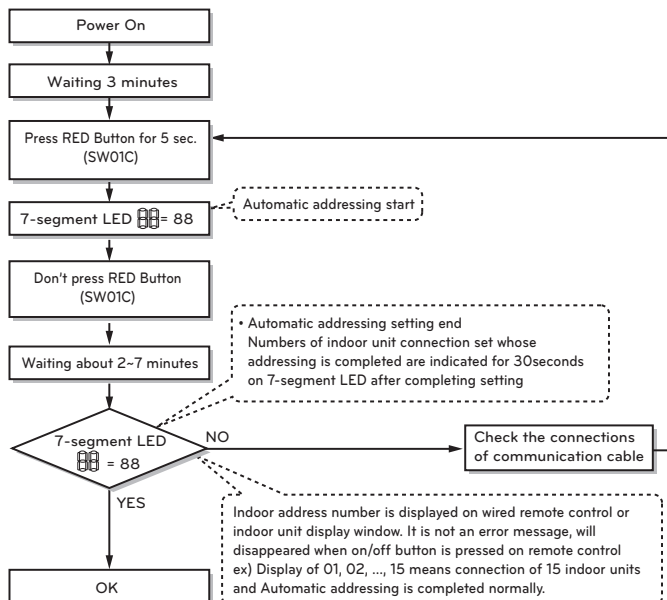 Power On
Waiting 3 minutes
Press RED Button for 5 sec.
(SW01C)
7-segment LED 88= 88
Automatic addressing start
Don't press RED Button
(SW01C)
• Automatic addressing setting end
Numbers of indoor unit connection set whose
addressing is completed are indicated for 30seconds
on 7-segment LED after completing setting
Waiting about 2~7 minutes
7-segment LED
88 = 88
NO
Check the connections
of communication cable
YES
Indoor address number is displayed on wired remote control or
indoor unit display window. It is not an error message, will
disappeared when on/off button is pressed on remote control
ex) Display of 01, 02, ..., 15 means connection of 15 indoor units
and Automatic addressing is completed normally.
OK